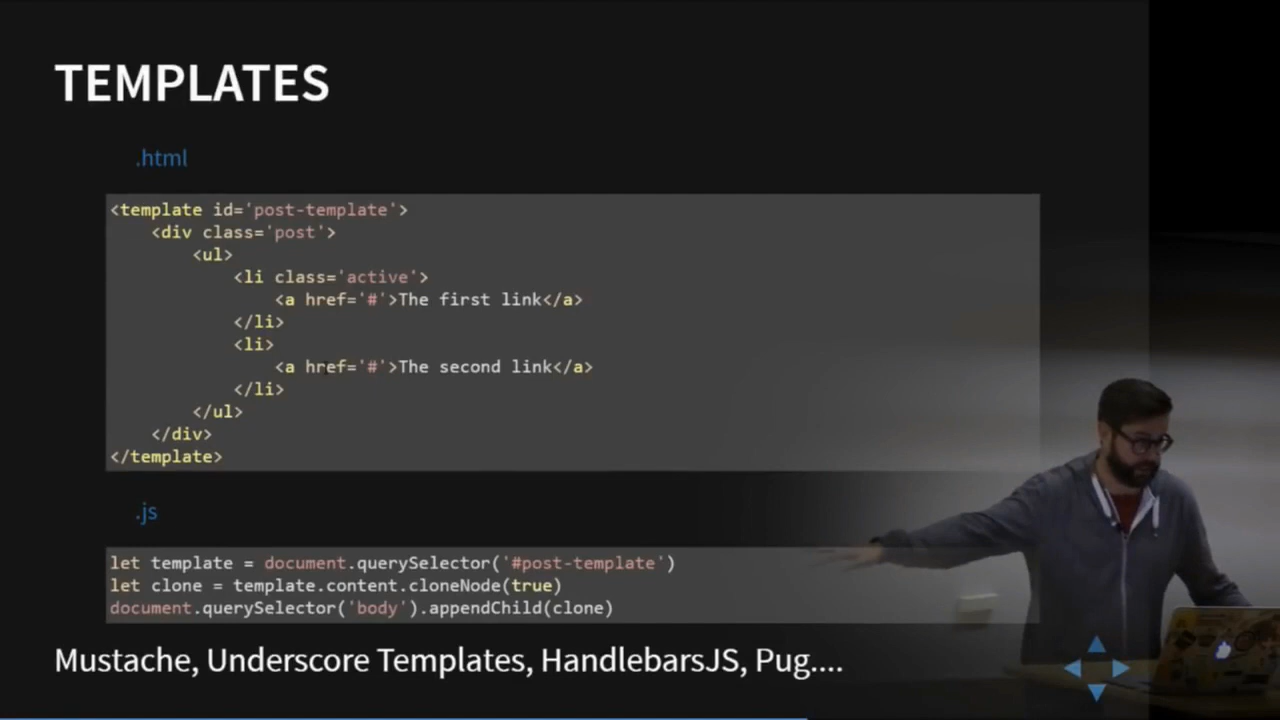 TEMPLATES
.html
<template id='post-template'>
    <div class='post'>
        <ul>
            <li class='active'>
                <a href='#'>The first link</a>
            </li>
            <li>
                <a href='#'>The second link</a>
            </li>
        </ul>
    </div>
</template>
.js
let template = document.querySelector('#post-template')
let clone = template.content.cloneNode(true)
document.querySelector('body').appendChild(clone)
Mustache, Underscore Templates, HandlebarsJS, Pug....